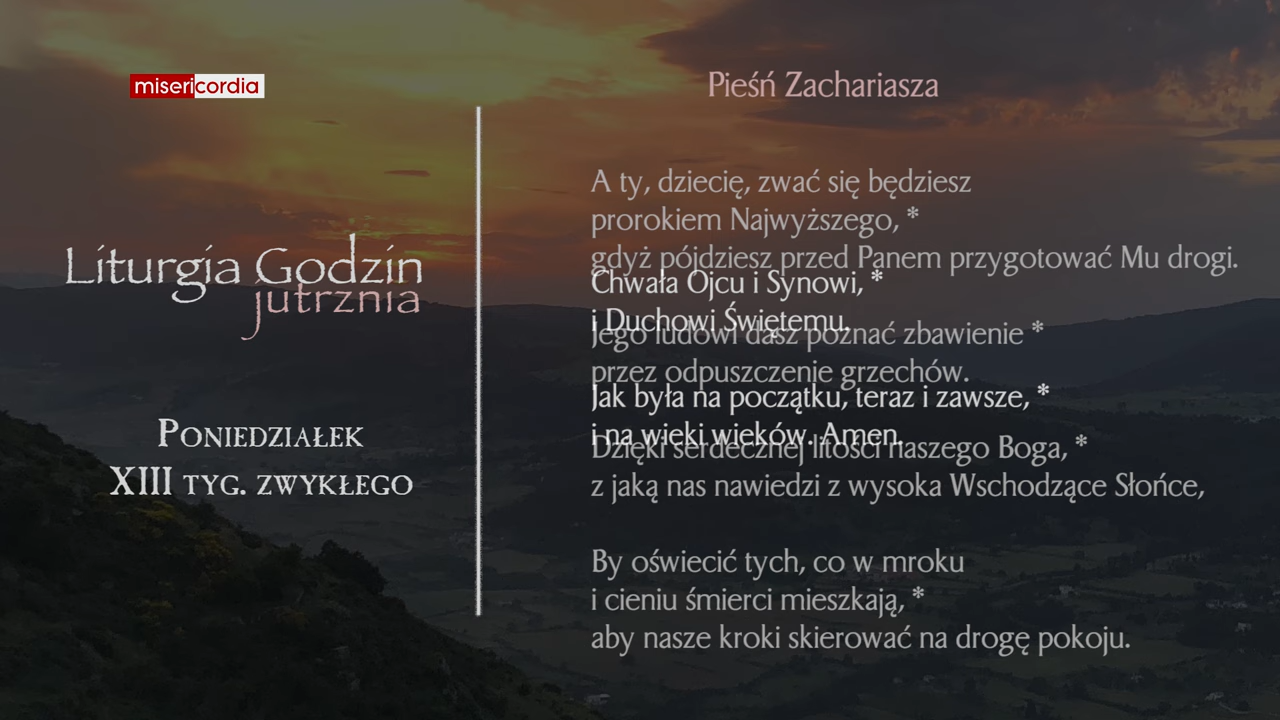 misericordia
Liturgia Godzin
jutrznia
Poniedziałek
XIII tyg. zwykłego
Pieśń Zachariasza
A ty, dziecię, zwać się będziesz
prorokiem Najwyższego, *
gdyż pójdziesz przed Panem przygotować Mu drogi.
Chwała Ojcu i Synowi, *
i Duchowi Świętemu.
Jego ludowi dasz poznać zbawienie *
przez odpuszczenie grzechów.
Jak była na początku, teraz i zawsze, *
i na wieki wieków. Amen.
Dzięki serdecznej litości naszego Boga, *
z jaką nas nawiedzi z wysoka Wschodzące Słońce,
By oświecić tych, co w mroku
i cieniu śmierci mieszkają, *
aby nasze kroki skierować na drogę pokoju.